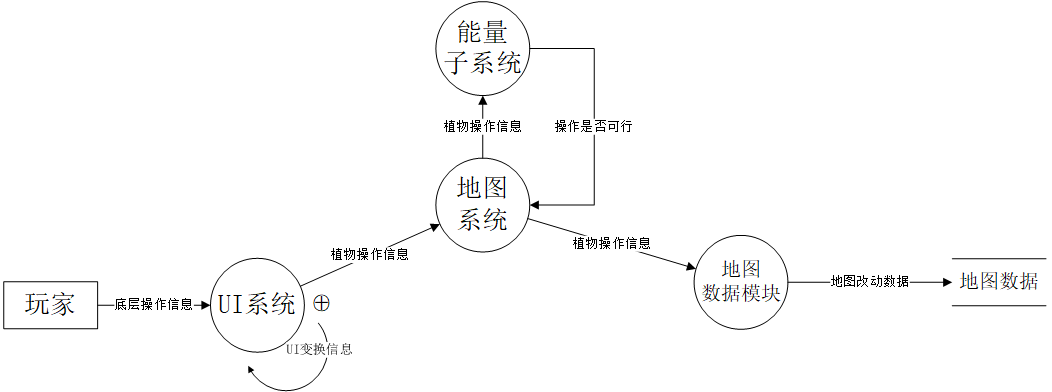 能量
子系统
植物操作信息
操作是否可行
地图
系统
植物操作信息
植物操作信息
玩家
底层操作信息
UI系统
UI变换信息
地图
数据模块
地图改动数据
地图数据